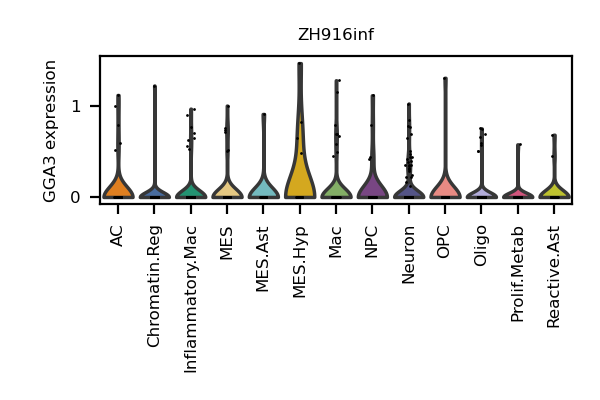 ZH916inf
GGA3 expression
1
0
AC
Chromatin.Reg
Inflammatory.Mac
MES
MES.Ast
MES.Hyp
Mac
NPC
Neuron
OPC
Oligo
Prolif.Metab
Reactive.Ast